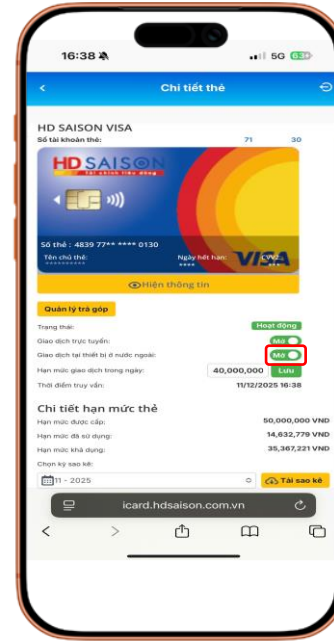 16:38
5G 63
Chi tiết thẻ
HD SAISON VISA
Số tài khoản thẻ: 71 30
HD SAISON
Tài chính tiêu dùng
Số thẻ : 4839 77** **** 0130
Tên chủ thẻ: Ngày hết hạn: CVV2:
********** **** ***
VISA
Hiện thông tin
Quản lý trả góp
Trạng thái: Hoạt động
Giao dịch trực tuyến: Mở
Giao dịch tại thiết bị ở nước ngoài: Mở
Hạn mức giao dịch trong ngày: 40,000,000 Lưu
Thời điểm truy vấn: 11/12/2025 16:38
Chi tiết hạn mức thẻ
Hạn mức được cấp: 50,000,000 VND
Hạn mức đã sử dụng: 14,632,779 VND
Hạn mức khả dụng: 35,367,221 VND
Chọn kỳ sao kê:
11 - 2025 Tải sao kê
icard.hdsaison.com.vn